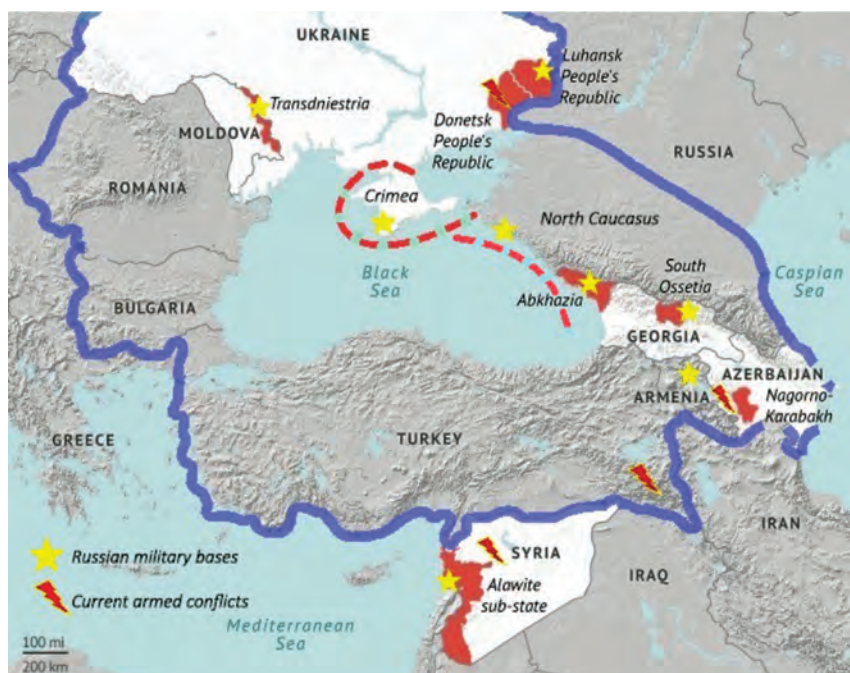 UKRAINE
Luhansk
People's
Republic
Transdniestria
MOLDOVA
Donetsk
People's
Republic
RUSSIA
ROMANIA
Crimea
North Caucasus
Black
Sea
South
Ossetia
Caspian
Sea
Abkhazia
BULGARIA
GEORGIA
AZERBAIJAN
ARMENIA
Nagorno-
Karabakh
GREECE
TURKEY
IRAN
Russian military bases
SYRIA
Alawite
sub-state
IRAQ
Current armed conflicts
Mediterranean
Sea
100 mi
200 km